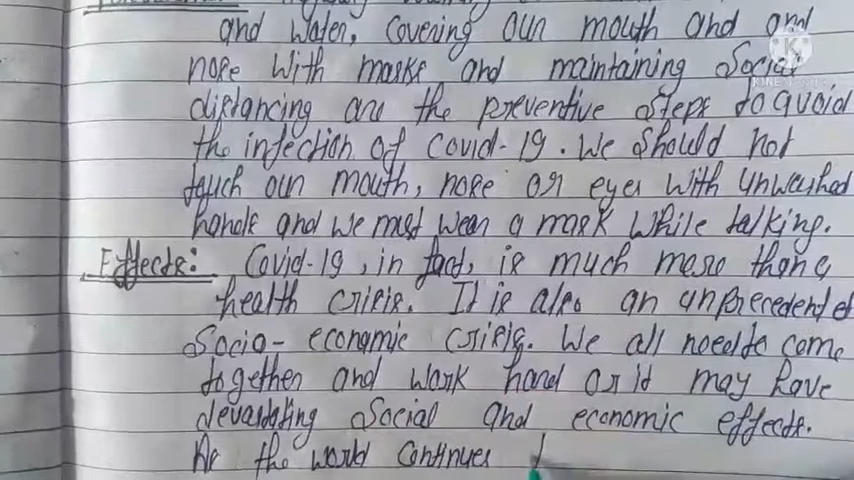 and water, covering our mouth and and
nose with masks and maintaining Social
distancing are the preventive steps to avoid
the infection of Covid-19. We should not
touch our mouth, nose or eyes with unwashed
hands and we must wear a mask while talking.
Effects: Covid-19, in fact, is much more than a
health crisis. It is also an unprecedented
Socio-economic crisis. We all need to come
together and work hard or it may have
devastating social and economic effects.
As the world continues